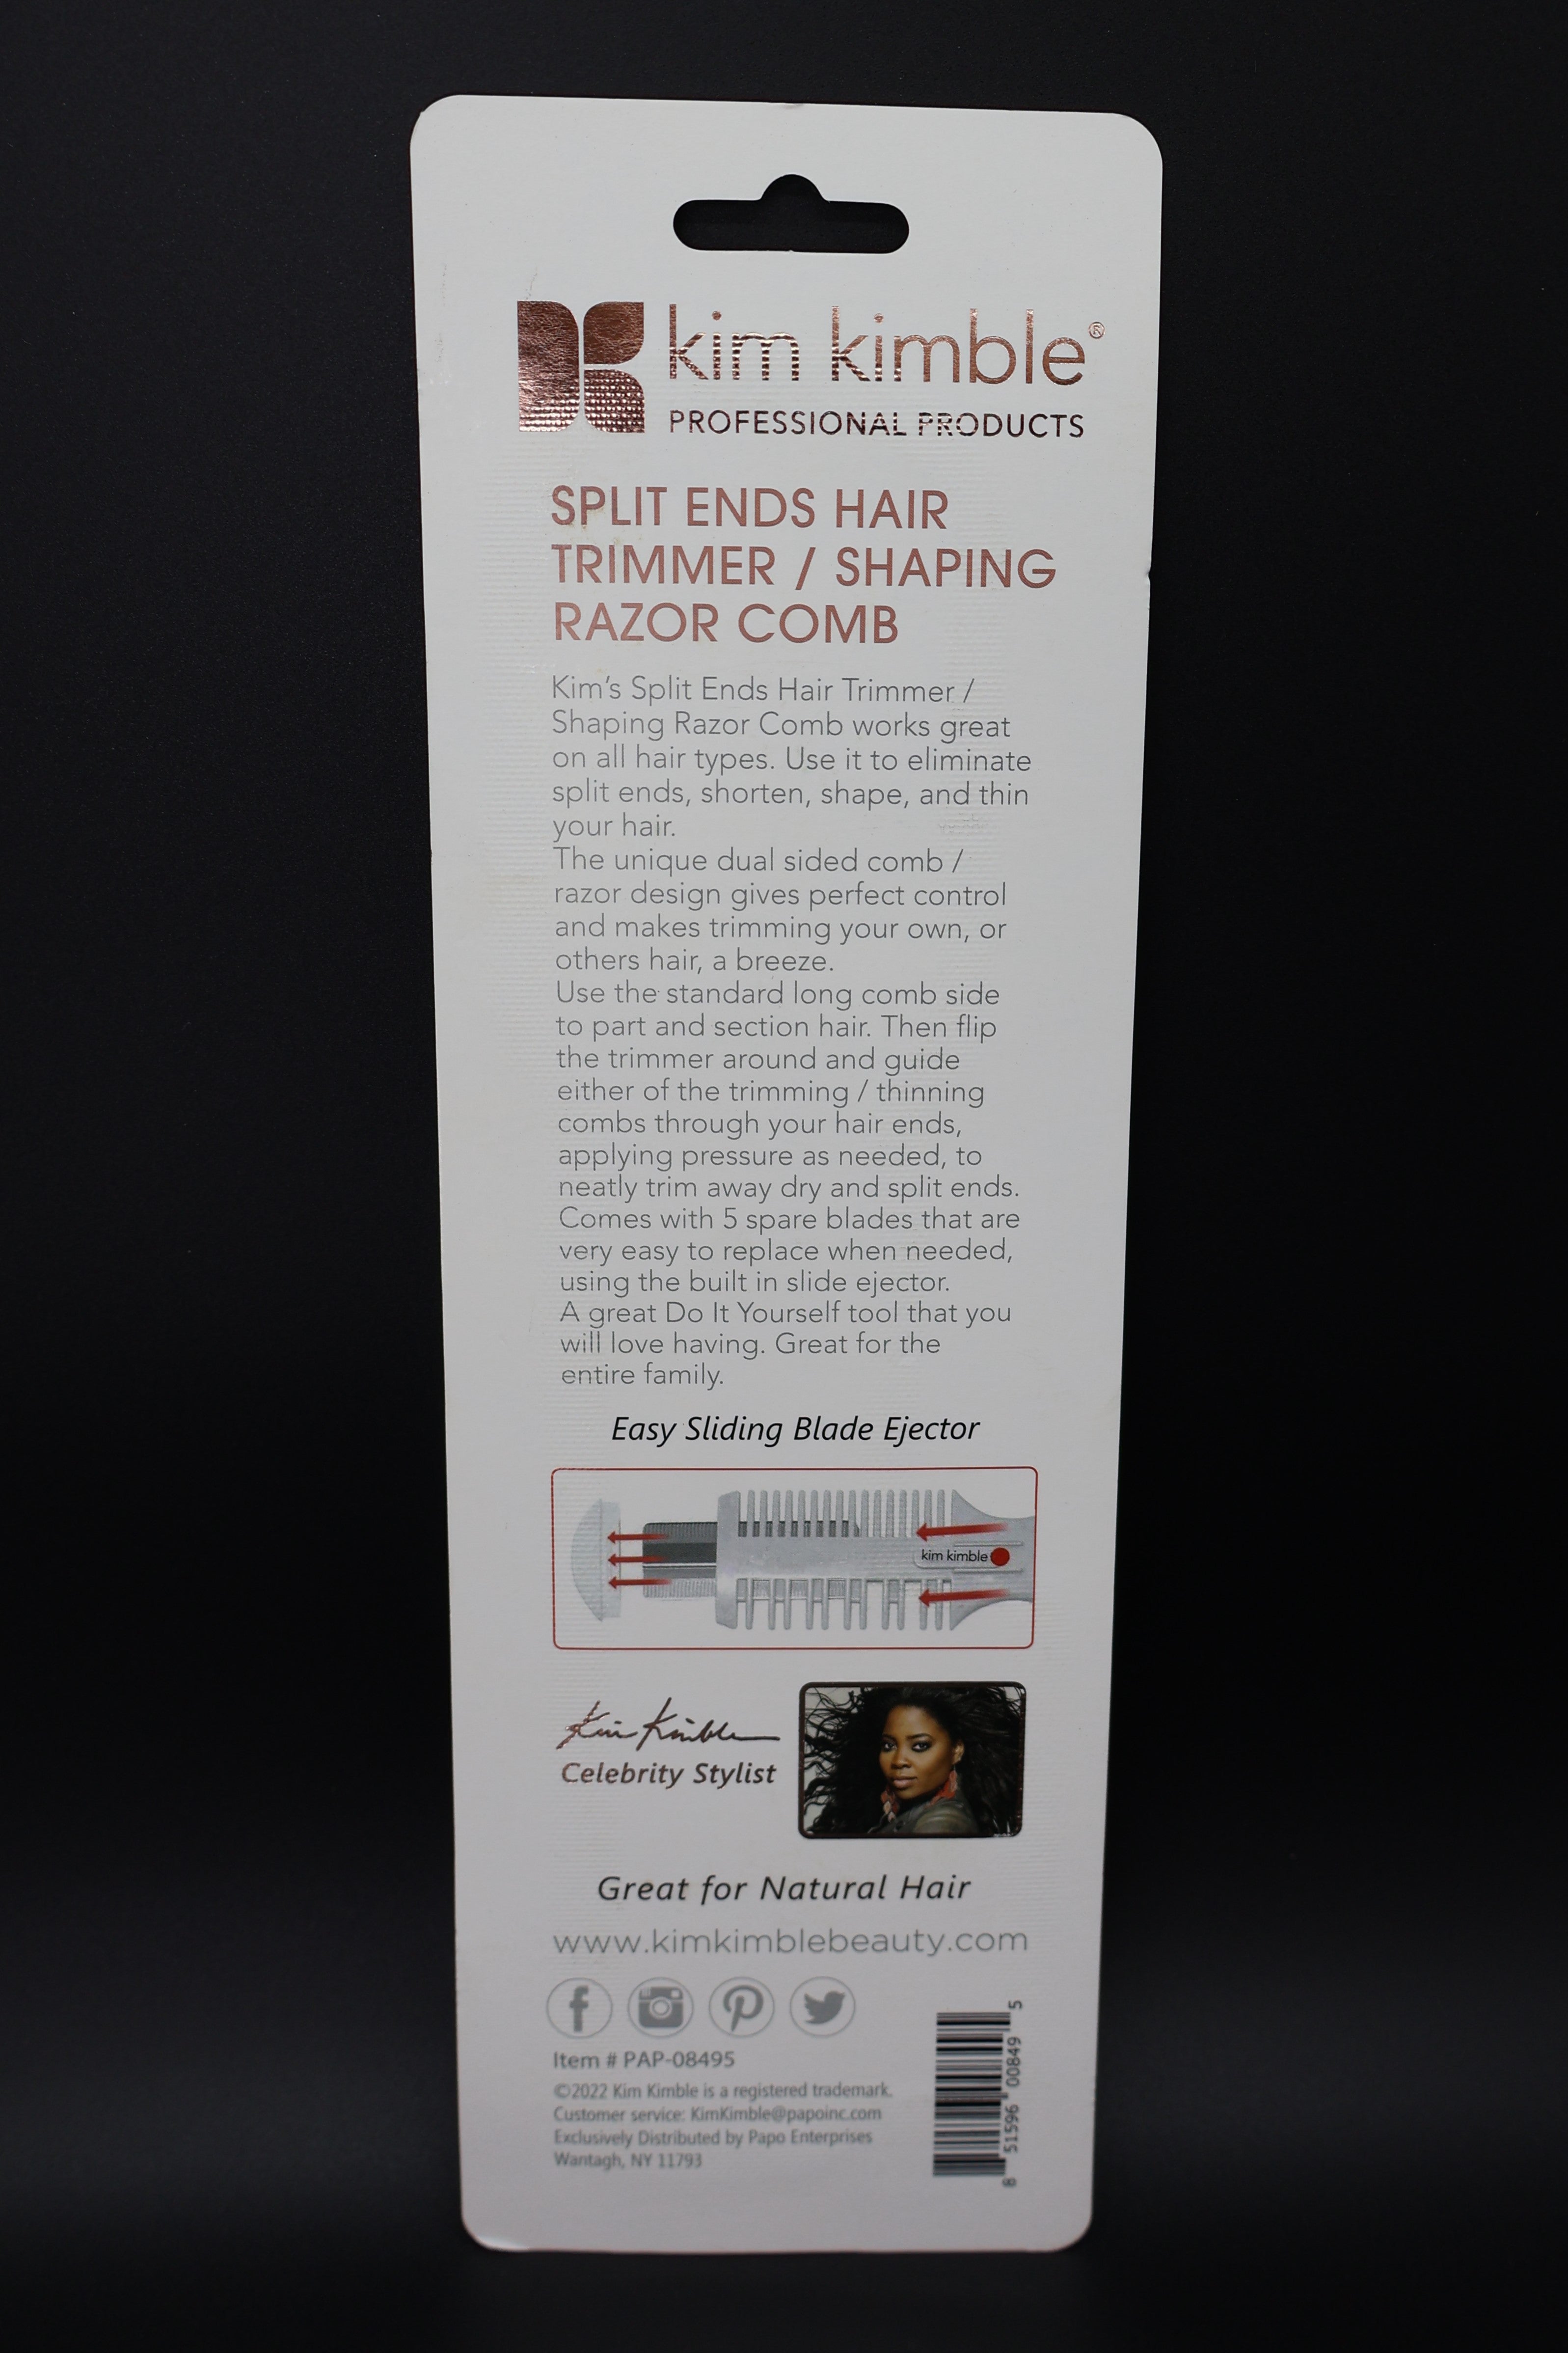 kim kimble®
PROFESSIONAL PRODUCTS
SPLIT ENDS HAIR
TRIMMER / SHAPING
RAZOR COMB
Kim's Split Ends Hair Trimmer /
Shaping Razor Comb works great
on all hair types. Use it to eliminate
split ends, shorten, shape, and thin
your hair.
The unique dual sided comb /
razor design gives perfect control
and makes trimming your own, or
others hair, a breeze.
Use the standard long comb side
to part and section hair. Then flip
the trimmer around and guide
either of the trimming / thinning
combs through your hair ends,
applying pressure as needed, to
neatly trim away dry and split ends.
Comes with 5 spare blades that are
very easy to replace when needed,
using the built in slide ejector.
A great Do It Yourself tool that you
will love having. Great for the
entire family.
Easy Sliding Blade Ejector
kim kimble
Kim Kimble
Celebrity Stylist
Great for Natural Hair
www.kimkimblebeauty.com
Item # PAP-08495
©2022 Kim Kimble is a registered trademark.
Customer service: KimKimble@papoinc.com
Exclusively Distributed by Papo Enterprises
Wantagh, NY 11793
8 51596 00849 5